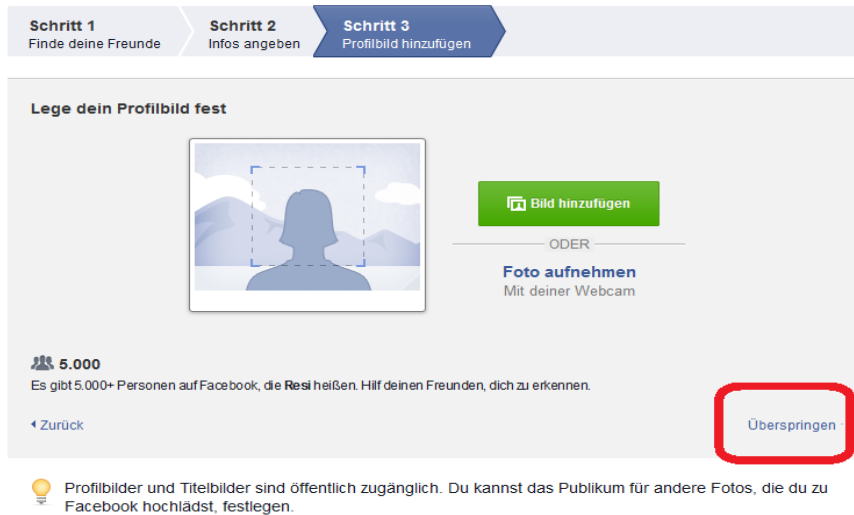 Schritt 1
Finde deine Freunde
Schritt 2
Infos angeben
Schritt 3
Profilbild hinzufügen
Lege dein Profilbild fest
Bild hinzufügen
ODER
Foto aufnehmen
Mit deiner Webcam
5.000
Es gibt 5.000+ Personen auf Facebook, die Resi heißen. Hilf deinen Freunden, dich zu erkennen.
Zurück
Überspringen
Profilbilder und Titelbilder sind öffentlich zugänglich. Du kannst das Publikum für andere Fotos, die du zu
Facebook hochlädst, festlegen.